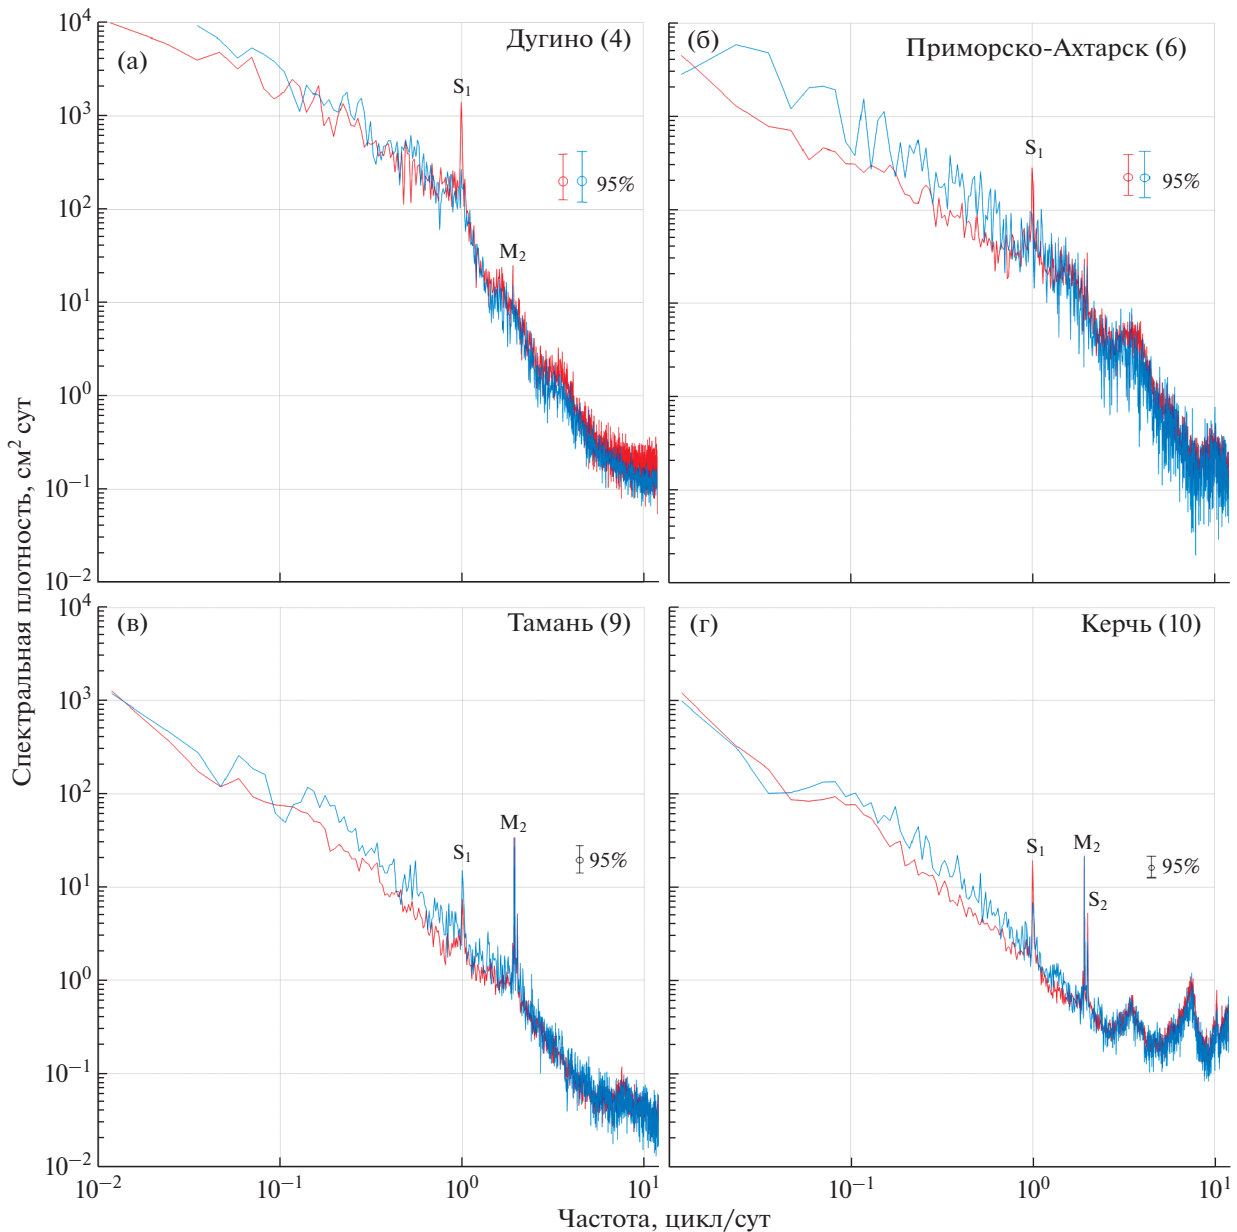 Спектральная плотность, см² сут
10⁴
10³
10²
10¹
10⁰
10⁻¹
10⁻²
(а)
Дугино (4)
S₁
M₂
95%
(б)
Приморско-Ахтарск (6)
S₁
95%
10⁴
10³
10²
10¹
10⁰
10⁻¹
10⁻²
(в)
Тамань (9)
S₁
M₂
95%
10⁻² 10⁻¹ 10⁰ 10¹
(г)
Керчь (10)
S₁
M₂
S₂
95%
10⁻¹ 10⁰ 10¹
Частота, цикл/сут